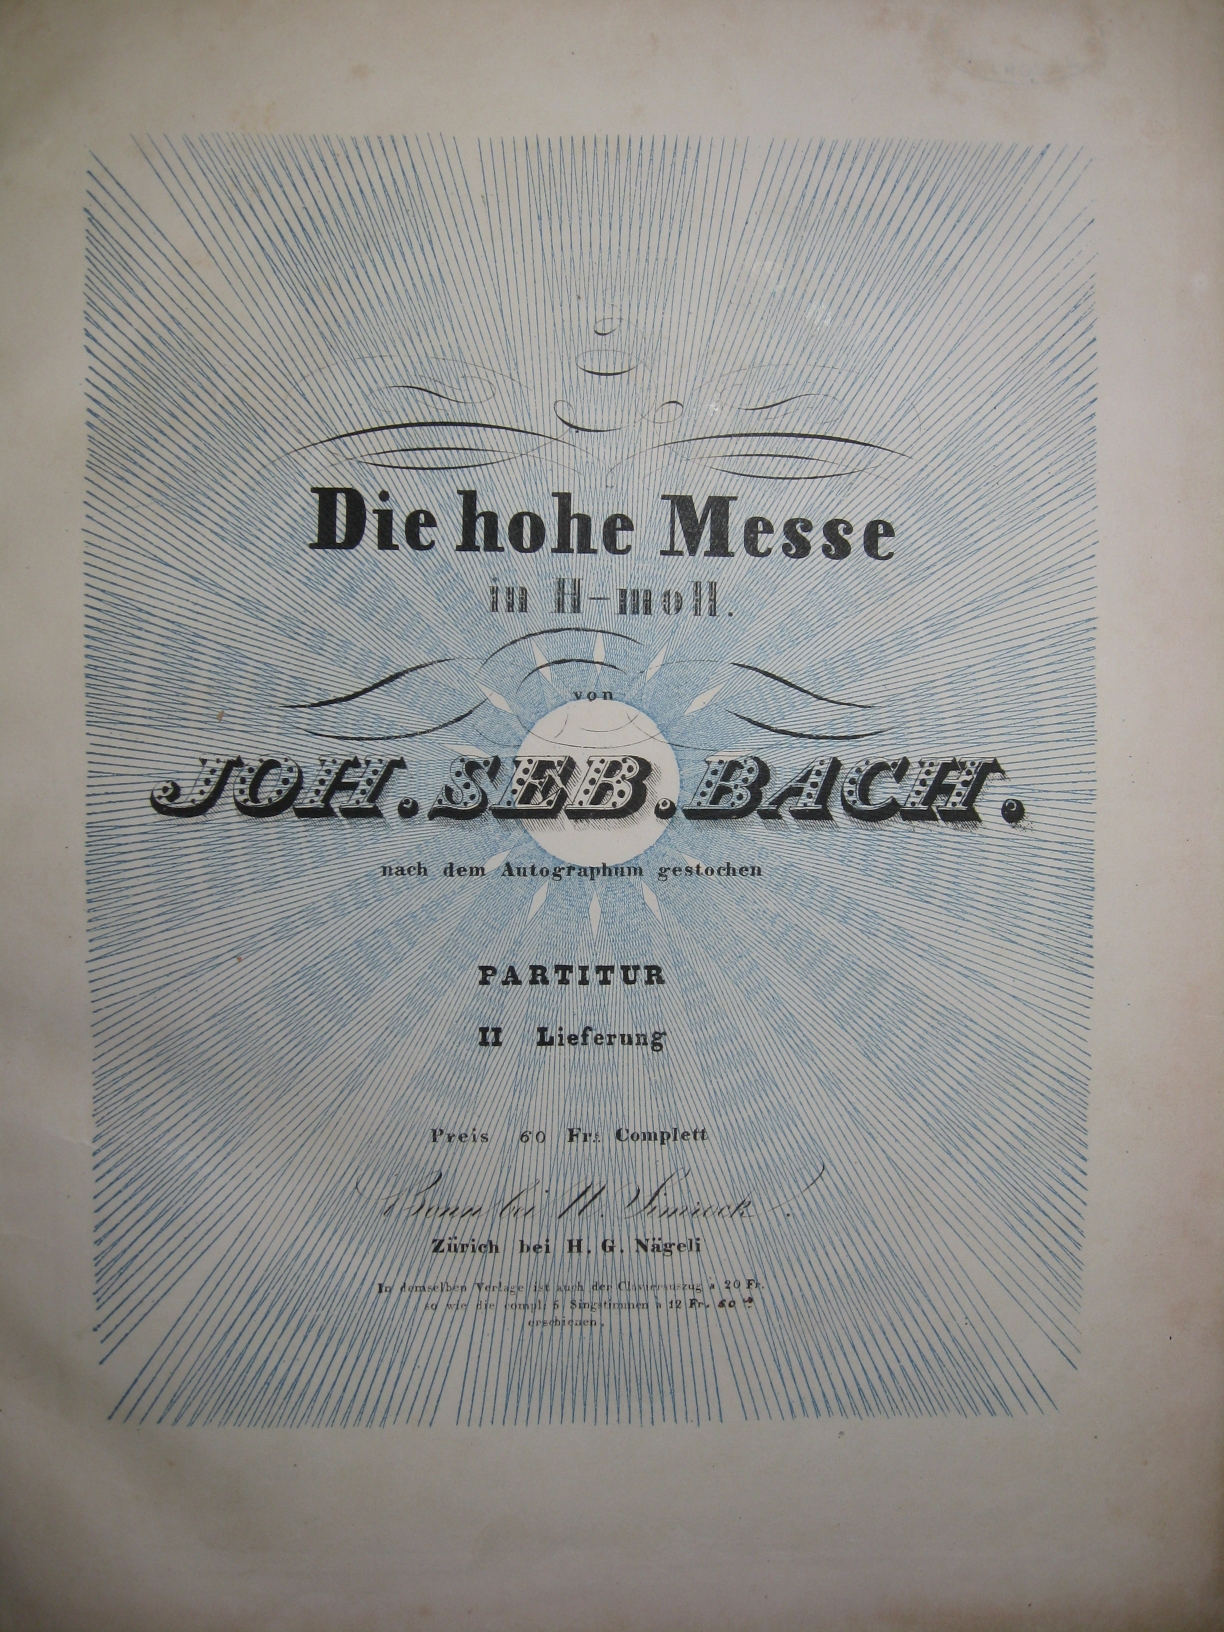 Die hohe Messe
in H-moll.
von
JOH. SEB. BACH.
nach dem Autographum gestochen
PARTITUR
II Lieferung
Preis 60 Frs Complett
Bonn bei N. Simrock.
Zürich bei H. G. Nägeli
In demselben Verlage ist auch der Clavierauszug à 20 Fr.
so wie die compl: 5 Singstimmen à 12 Fr. 50
erschienen.